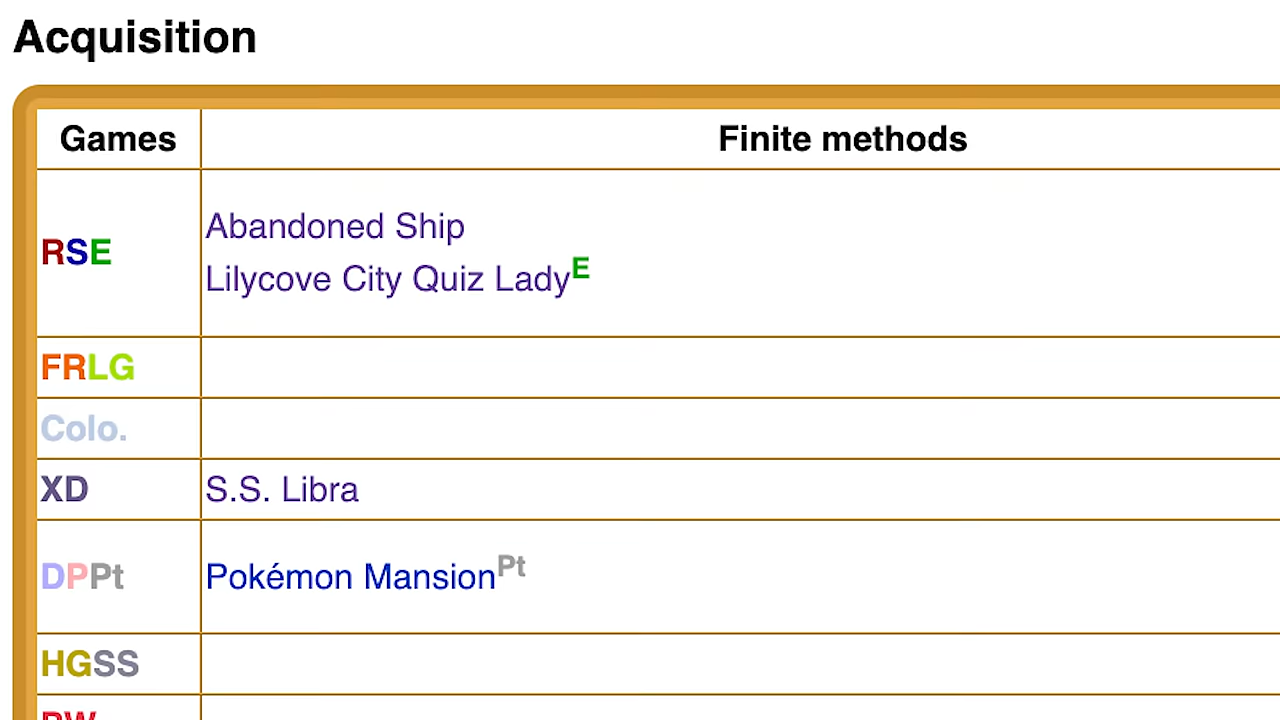 Acquisition
Games Finite methods
RSE Abandoned Ship
Lilycove City Quiz LadyE
FRLG
Colo.
XD S.S. Libra
DPPt Pokémon MansionPt
HGSS
BW